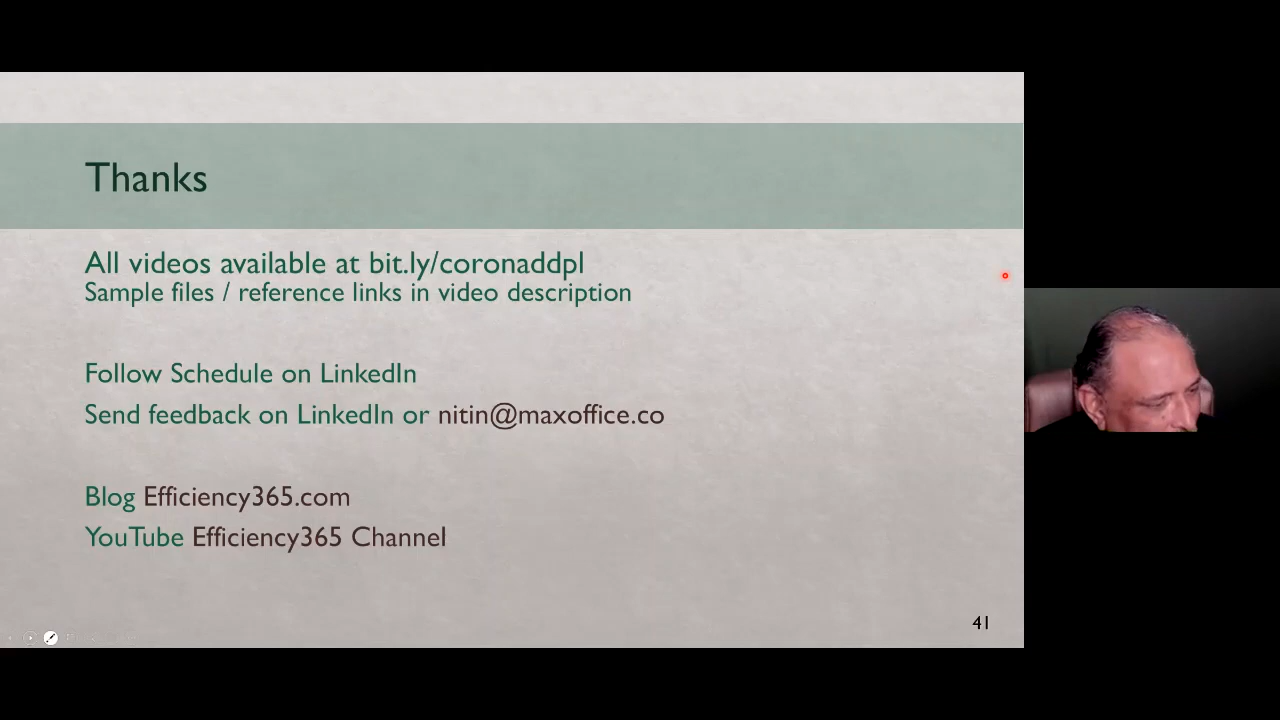 Thanks
All videos available at bit.ly/coronaddpl
Sample files / reference links in video description
Follow Schedule on LinkedIn
Send feedback on LinkedIn or nitin@maxoffice.co
Blog Efficiency365.com
YouTube Efficiency365 Channel
41